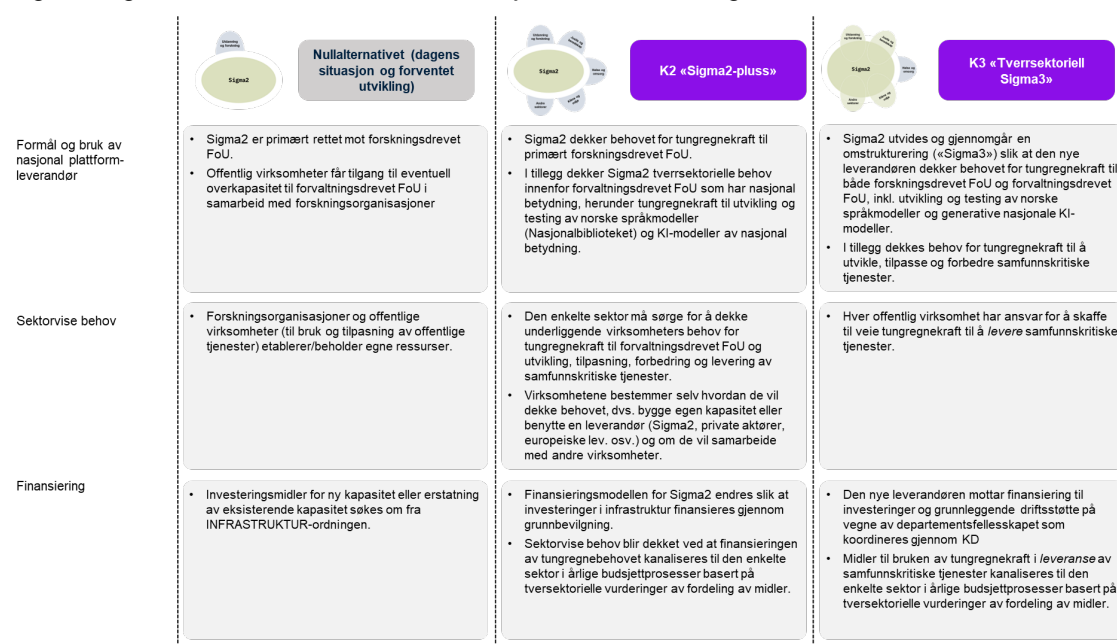 Utdanning
og forskning
Sigma2
Nullalternativet (dagens
situasjon og forventet
utvikling)
Utdanning
og forskning
Sigma2
Andre
sektorer
K2 «Sigma2-pluss»
Utdanning
og forskning
Sigma2
Andre
sektorer
K3 «Tverrsektoriell
Sigma3»
Formål og bruk av
nasjonal plattform-
leverandør
• Sigma2 er primært rettet mot forskningsdrevet
FoU.
• Offentlig virksomheter får tilgang til eventuell
overkapasitet til forvaltningsdrevet FoU i
samarbeid med forskningsorganisasjoner
• Sigma2 dekker behovet for tungregnekraft til
primært forskningsdrevet FoU.
• I tillegg dekker Sigma2 tverrsektorielle behov
innenfor forvaltningsdrevet FoU som har nasjonal
betydning, herunder tungregnekraft til utvikling og
testing av norske språkmodeller
(Nasjonalbiblioteket) og KI-modeller av nasjonal
betydning.
• Sigma2 utvides og gjennomgår en
omstrukturering («Sigma3») slik at den nye
leverandøren dekker behovet for tungregnekraft til
både forskningsdrevet FoU og forvaltningsdrevet
FoU, inkl. utvikling og testing av norske
språkmodeller og generative nasjonale KI-
modeller.
• I tillegg dekkes behov for tungregnekraft til å
utvikle, tilpasse og forbedre samfunnskritiske
tjenester.
Sektorvise behov
• Forskningsorganisasjoner og offentlige
virksomheter (til bruk og tilpasning av offentlige
tjenester) etablerer/beholder egne ressurser.
• Den enkelte sektor må sørge for å dekke
underliggende virksomheters behov for
tungregnekraft til forvaltningsdrevet FoU og
utvikling, tilpasning, forbedring og levering av
samfunnskritiske tjenester.
• Virksomhetene bestemmer selv hvordan de vil
dekke behovet, dvs. bygge egen kapasitet eller
benytte en leverandør (Sigma2, private aktører,
europeiske lev. osv.) og om de vil samarbeide
med andre virksomheter.
• Hver offentlig virksomhet har ansvar for å skaffe
til veie tungregnekraft til å levere samfunnskritiske
tjenester.
Finansiering
• Investeringsmidler for ny kapasitet eller erstatning
av eksisterende kapasitet søkes om fra
INFRASTRUKTUR-ordningen.
• Finansieringsmodellen for Sigma2 endres slik at
investeringer i infrastruktur finansieres gjennom
grunnbevilgning.
• Sektorvise behov blir dekket ved at finansieringen
av tungregnebehovet kanaliseres til den enkelte
sektor i årlige budsjettprosesser basert på
tversektorielle vurderinger av fordeling av midler.
• Den nye leverandøren mottar finansiering til
investeringer og grunnleggende driftsstøtte på
vegne av departementsfellesskapet som
koordineres gjennom KD
• Midler til bruken av tungregnekraft i leveranse av
samfunnskritiske tjenester kanaliseres til den
enkelte sektor i årlige budsjettprosesser basert på
tversektorielle vurderinger av fordeling av midler.